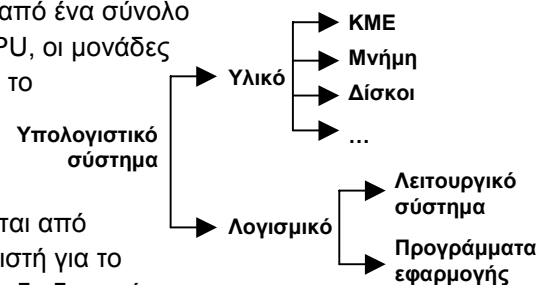 από ένα σύνολο
PU, οι μονάδες
το
ται από
ιστή για το
Υπολογιστικό
σύστημα
Υλικό
ΚΜΕ
Μνήμη
Δίσκοι
...
Λογισμικό
Λειτουργικό
σύστημα
Προγράμματα
εφαρμογής